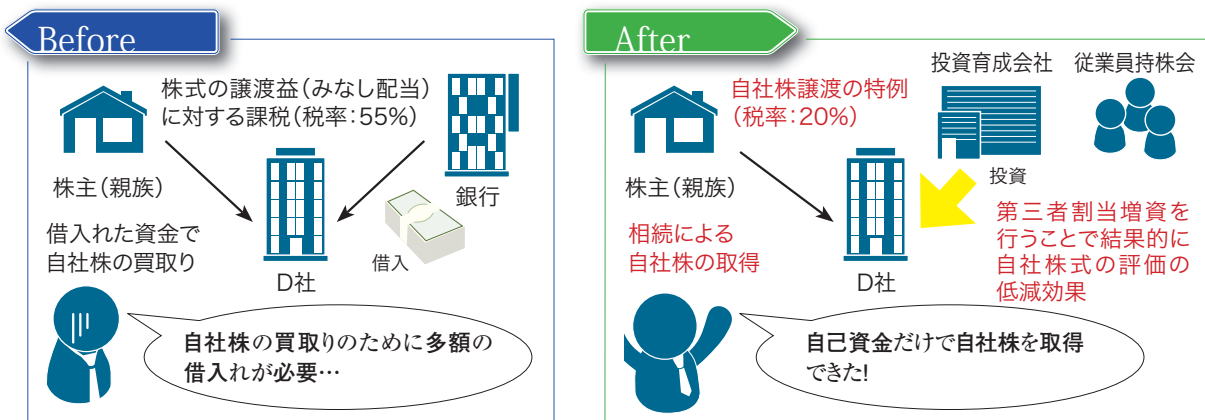 Before
株式の譲渡益(みなし配当)
に対する課税(税率:55%)
株主(親族)
銀行
借入れた資金で
自社株の買取り
借入
D社
自社株の買取りのために多額の
借入れが必要…
After
投資育成会社
従業員持株会
自社株譲渡の特例
(税率:20%)
株主(親族)
投資
相続による
自社株の取得
第三者割当増資を
行うことで結果的に
自社株式の評価の
低減効果
D社
自己資金だけで自社株を取得
できた!